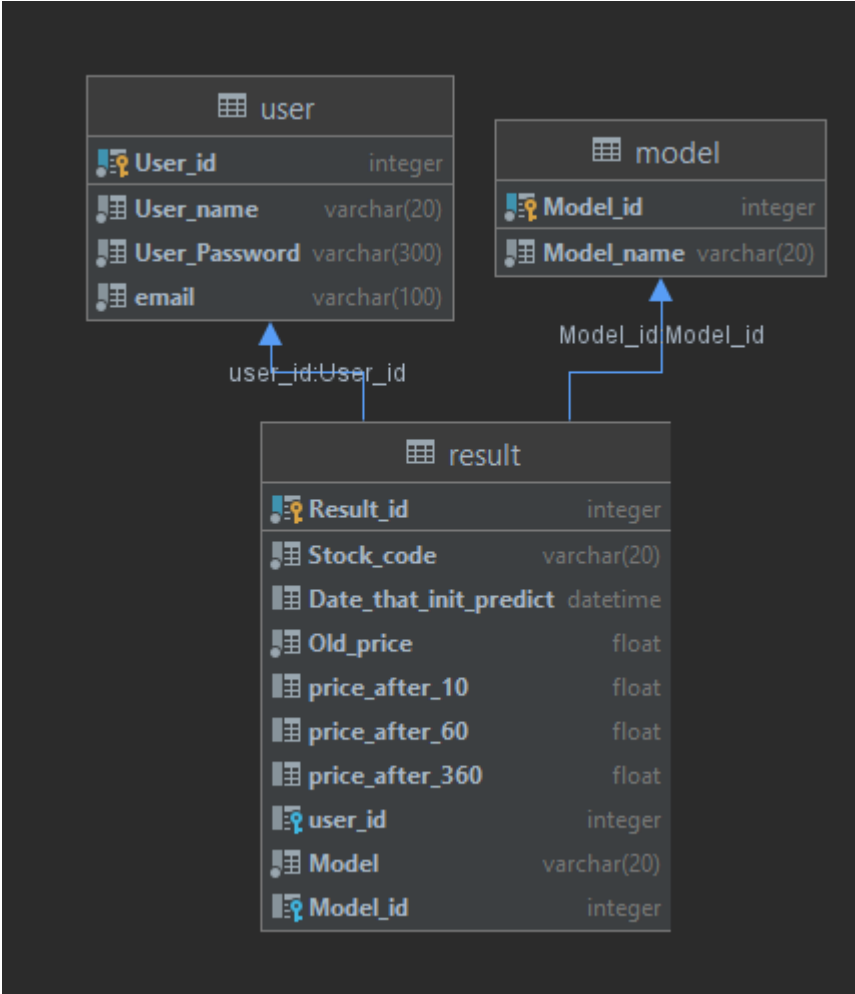 user
User_id integer
User_name varchar(20)
User_Password varchar(300)
email varchar(100)
model
Model_id integer
Model_name varchar(20)
user_id:User_id
Model_id:Model_id
result
Result_id integer
Stock_code varchar(20)
Date_that_init_predict datetime
Old_price float
price_after_10 float
price_after_60 float
price_after_360 float
user_id integer
Model varchar(20)
Model_id integer